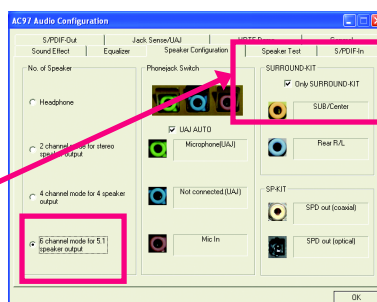 AC97 Audio Configuration
S/PDIF-Out
Jack Sense/UAJ
HRTF Demo
General
Sound Effect
Equalizer
Speaker Configuration
Speaker Test
S/PDIF-In
No. of Speaker
Headphone
2 channel mode for stereo
speaker output
4 channel mode for 4 speaker
output
6 channel mode for 5.1
speaker output
Phonejack Switch
UAJ AUTO
Microphone(UAJ)
Not connected.(UAJ)
Mic In
SURROUND-KIT
Only SURROUND-KIT
SUB/Center
Rear R/L
SP-KIT
SPD out (coaxial)
SPD out (optical)
OK